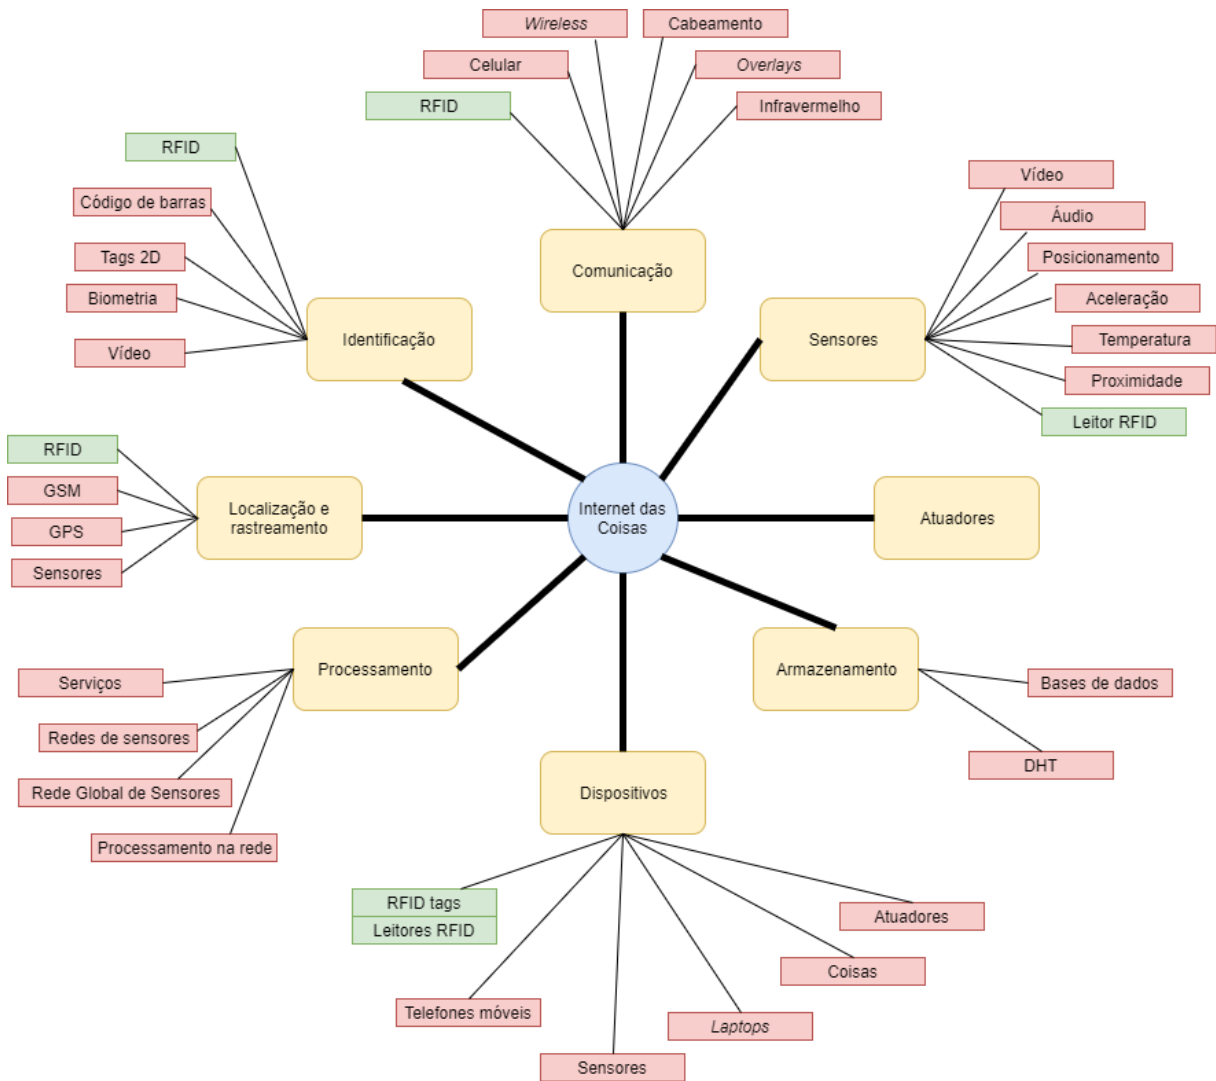 Wireless
Cabeamento
Celular
Overlays
RFID
Infravermelho
RFID
Código de barras
Tags 2D
Biometria
Vídeo
Identificação
Comunicação
Vídeo
Áudio
Posicionamento
Aceleração
Temperatura
Proximidade
Leitor RFID
Sensores
RFID
GSM
GPS
Sensores
Localização e
rastreamento
Internet das
Coisas
Atuadores
Processamento
Serviços
Redes de sensores
Rede Global de Sensores
Processamento na rede
Armazenamento
Bases de dados
DHT
Dispositivos
RFID tags
Leitores RFID
Telefones móveis
Sensores
Laptops
Coisas
Atuadores